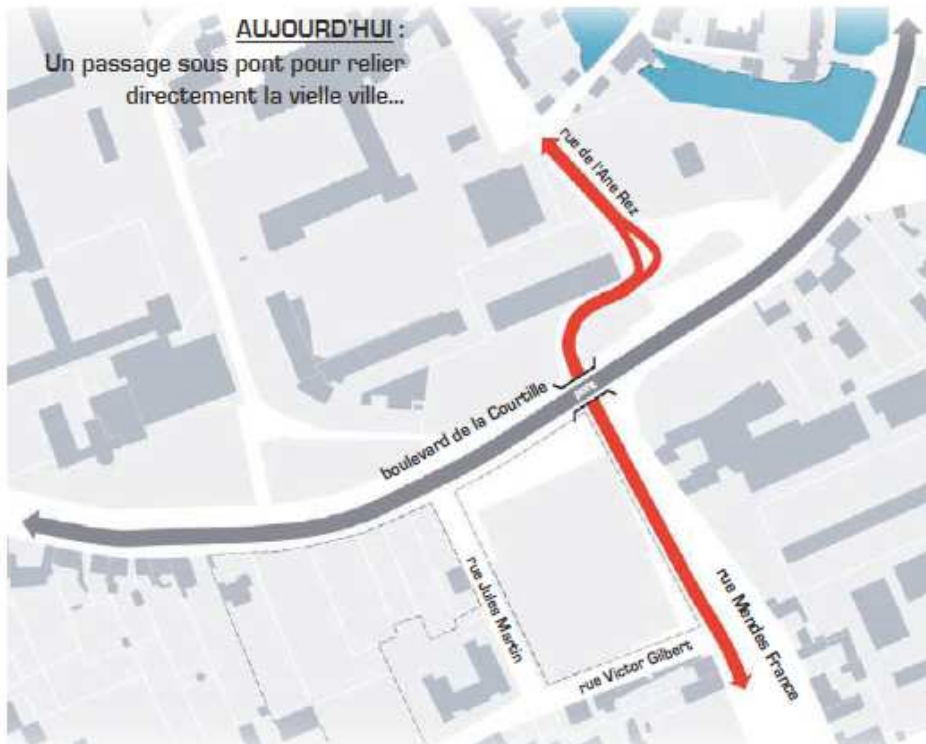 AUJOURD'HUI :
Un passage sous pont pour relier
directement la vielle ville...
rue de l'Ane Rez
pont
boulevard de la Courtille
rue Jules Martin
rue Mendes France
rue Victor Gilbert